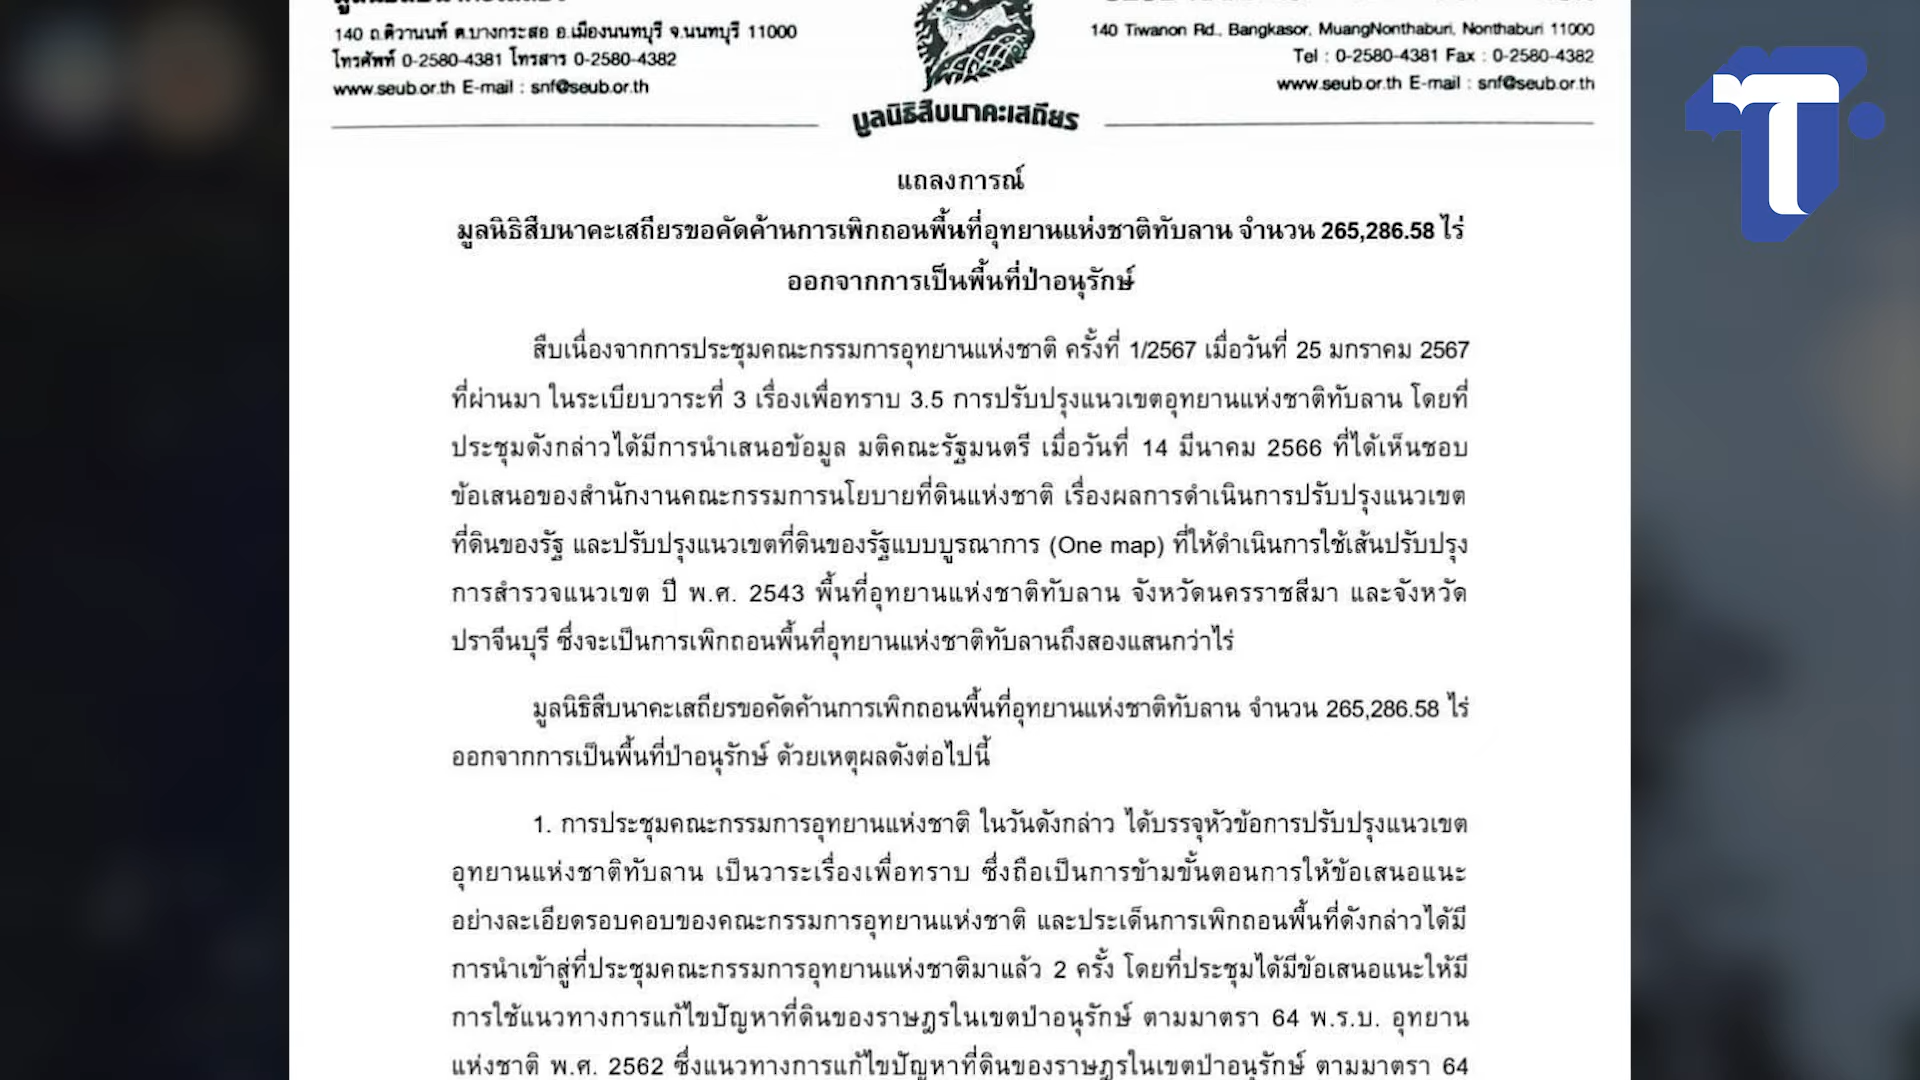 140 ถ.ติวานนท์ ต.บางกระสอ อ.เมืองนนทบุรี จ.นนทบุรี 11000
โทรศัพท์ 0-2580-4381 โทรสาร 0-2580-4382
www.seub.or.th E-mail : snf@seub.or.th
มูลนิธิสืบนาคะเสถียร
140 Tiwanon Rd., Bangkasor, MuangNonthaburi, Nonthaburi 11000
Tel : 0-2580-4381 Fax : 0-2580-4382
www.seub.or.th E-mail : snf@seub.or.th
T
แถลงการณ์
มูลนิธิสืบนาคะเสถียรขอคัดค้านการเพิกถอนพื้นที่อุทยานแห่งชาติทับลาน จำนวน 265,286.58 ไร่
ออกจากการเป็นพื้นที่ป่าอนุรักษ์
สืบเนื่องจากการประชุมคณะกรรมการอุทยานแห่งชาติ ครั้งที่ 1/2567 เมื่อวันที่ 25 มกราคม 2567
ที่ผ่านมา ในระเบียบวาระที่ 3 เรื่องเพื่อทราบ 3.5 การปรับปรุงแนวเขตอุทยานแห่งชาติทับลาน โดยที่
ประชุมดังกล่าวได้มีการนำเสนอข้อมูล มติคณะรัฐมนตรี เมื่อวันที่ 14 มีนาคม 2566 ที่ได้เห็นชอบ
ข้อเสนอของสำนักงานคณะกรรมการนโยบายที่ดินแห่งชาติ เรื่องผลการดำเนินการปรับปรุงแนวเขต
ที่ดินของรัฐ และปรับปรุงแนวเขตที่ดินของรัฐแบบบูรณาการ (One map) ที่ให้ดำเนินการใช้เส้นปรับปรุง
การสำรวจแนวเขต ปี พ.ศ. 2543 พื้นที่อุทยานแห่งชาติทับลาน จังหวัดนครราชสีมา และจังหวัด
ปราจีนบุรี ซึ่งจะเป็นการเพิกถอนพื้นที่อุทยานแห่งชาติทับลานถึงสองแสนกว่าไร่
มูลนิธิสืบนาคะเสถียรขอคัดค้านการเพิกถอนพื้นที่อุทยานแห่งชาติทับลาน จำนวน 265,286.58 ไร่
ออกจากการเป็นพื้นที่ป่าอนุรักษ์ ด้วยเหตุผลดังต่อไปนี้
1. การประชุมคณะกรรมการอุทยานแห่งชาติ ในวันดังกล่าว ได้บรรจุหัวข้อการปรับปรุงแนวเขต
อุทยานแห่งชาติทับลาน เป็นวาระเรื่องเพื่อทราบ ซึ่งถือเป็นการข้ามขั้นตอนการให้ข้อเสนอแนะ
อย่างละเอียดรอบคอบของคณะกรรมการอุทยานแห่งชาติ และประเด็นการเพิกถอนพื้นที่ดังกล่าวได้มี
การนำเข้าสู่ที่ประชุมคณะกรรมการอุทยานแห่งชาติมาแล้ว 2 ครั้ง โดยที่ประชุมได้มีข้อเสนอแนะให้มี
การใช้แนวทางการแก้ไขปัญหาที่ดินของราษฎรในเขตป่าอนุรักษ์ ตามมาตรา 64 พ.ร.บ. อุทยาน
แห่งชาติ พ.ศ. 2562 ซึ่งแนวทางการแก้ไขปัญหาที่ดินของราษฎรในเขตป่าอนุรักษ์ ตามมาตรา 64